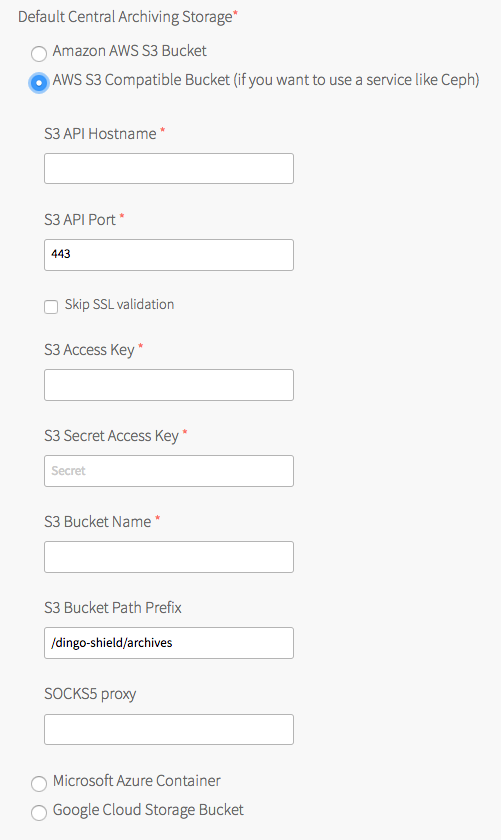 Default Central Archiving Storage*
Amazon AWS S3 Bucket
AWS S3 Compatible Bucket (if you want to use a service like Ceph)
S3 API Hostname *
S3 API Port *
443
Skip SSL validation
S3 Access Key *
S3 Secret Access Key *
Secret
S3 Bucket Name *
S3 Bucket Path Prefix
/dingo-shield/archives
SOCKS5 proxy
Microsoft Azure Container
Google Cloud Storage Bucket